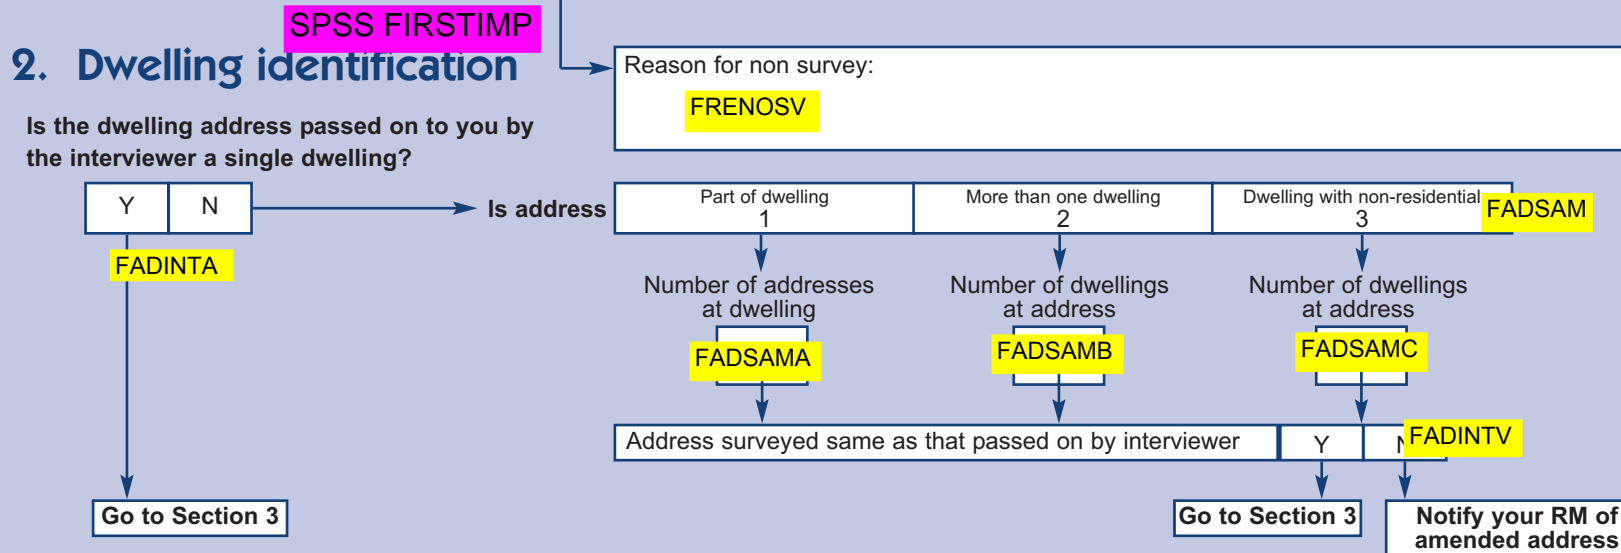 SPSS FIRSTIMP
2. Dwelling identification
Reason for non survey:
FRENOSV
Is the dwelling address passed on to you by
the interviewer a single dwelling?
Y N
FADINTA
Is address
Part of dwelling
1
More than one dwelling
2
Dwelling with non-residential
3
FADSAM
Number of addresses
at dwelling
Number of dwellings
at address
Number of dwellings
at address
FADSAMA
FADSAMB
FADSAMC
Address surveyed same as that passed on by interviewer Y N
FADINTV
Go to Section 3
Go to Section 3
Notify your RM of
amended address